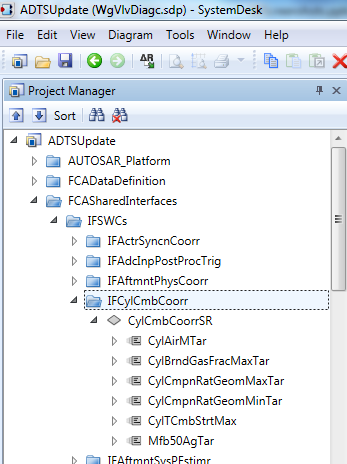 ADTSUpdate (WgVlvDiagc.sdp) - SystemDesk
File Edit View Diagram Tools Window
AR
Project Manager
Sort
ADTSUpdate
AUTOSAR_Platform
FCADataDefinition
FCASharedInterfaces
IFSWCs
IFActrSyncnCoorr
IFAdcInpPostProcTrig
IFAftmntPhysCoorr
IFCylCmbCoorr
CylCmbCoorrSR
CylAirMTar
CylBrndGasFracMaxTar
CylCmpnRatGeomMaxTar
CylCmpnRatGeomMinTar
CylTCmbStrtMax
Mfb50AgTar
IFAftmntSysPEstimr